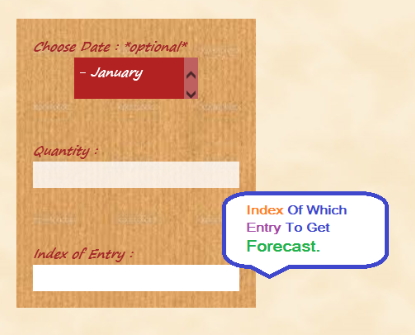 Choose Date : *optional*
- January
Quantity :
Index Of Which
Entry To Get
Forecast.
Index of Entry :